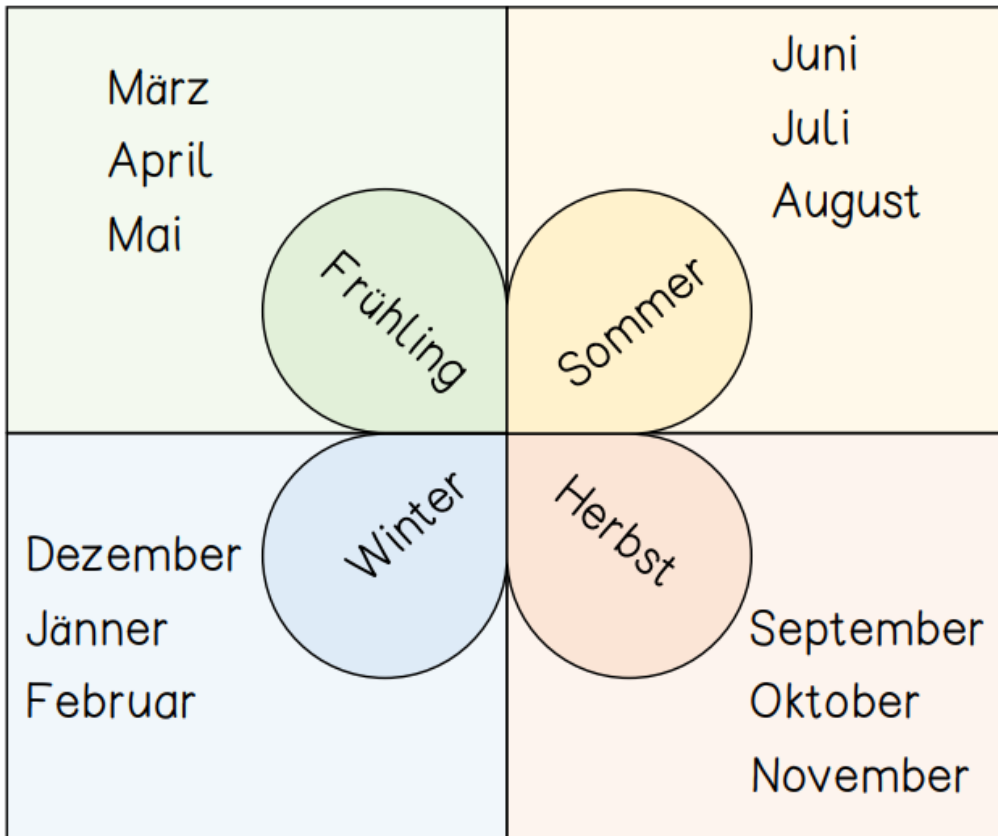 März
April
Mai
Frühling
Juni
Juli
August
Sommer
Dezember
Jänner
Februar
Winter
Herbst
September
Oktober
November